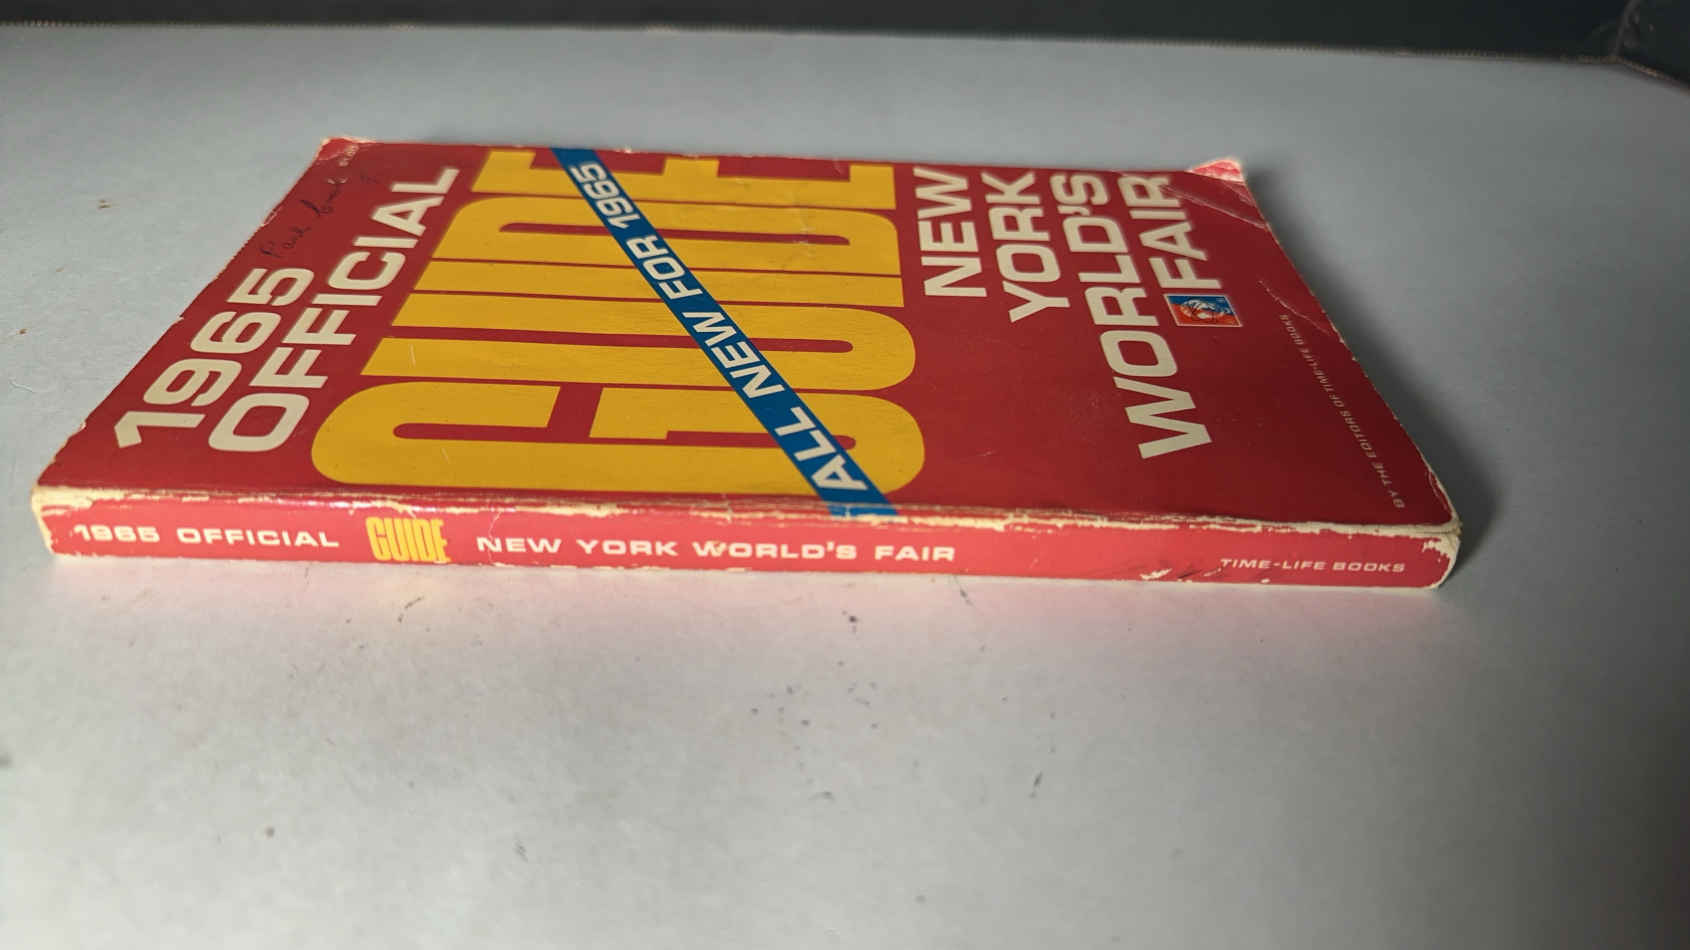 1965
OFFICIAL
GUIDE
ALL NEW FOR 1965
NEW
YORK
WORLD'S
FAIR
BY THE EDITORS OF TIME-LIFE BOOKS
1965 OFFICIAL GUIDE NEW YORK WORLD'S FAIR TIME-LIFE BOOKS